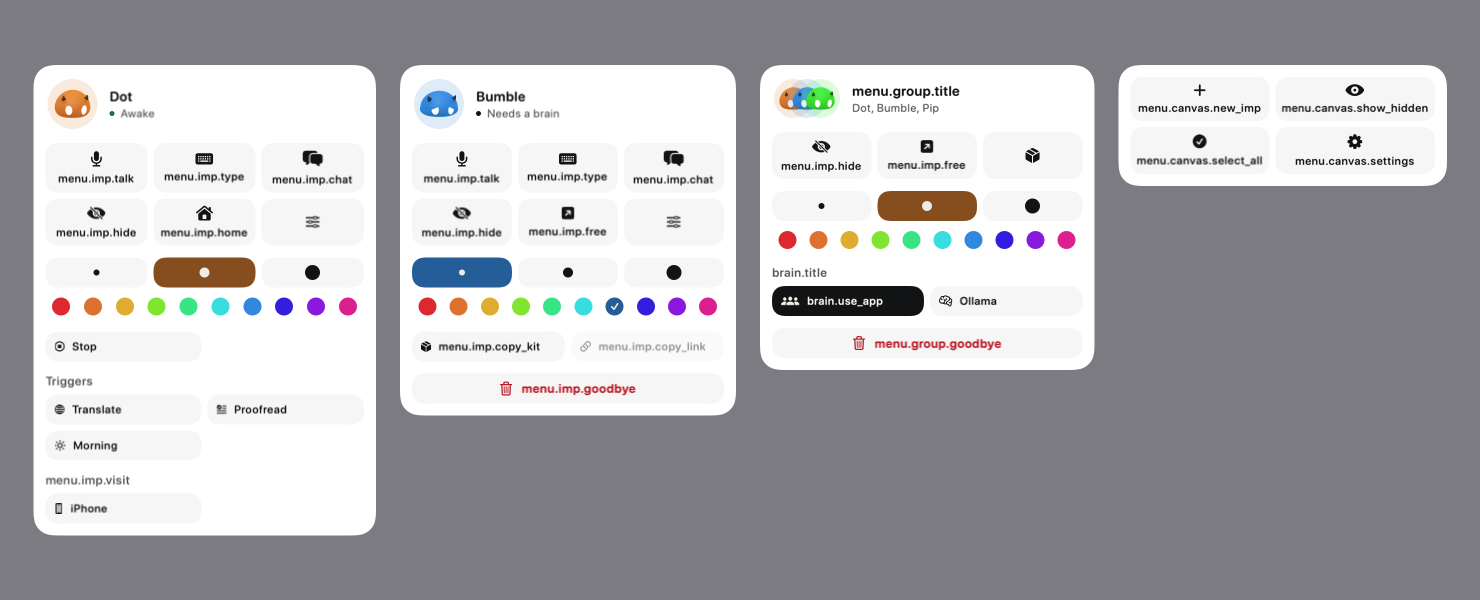 Dot
Awake
menu.imp.talk
menu.imp.type
menu.imp.chat
menu.imp.hide
menu.imp.home
Stop
Triggers
Translate
Proofread
Morning
menu.imp.visit
iPhone
Bumble
Needs a brain
menu.imp.talk
menu.imp.type
menu.imp.chat
menu.imp.hide
menu.imp.free
menu.imp.copy_kit
menu.imp.copy_link
menu.imp.goodbye
menu.group.title
Dot, Bumble, Pip
menu.imp.hide
menu.imp.free
brain.title
brain.use_app
Ollama
menu.group.goodbye
menu.canvas.new_imp
menu.canvas.show_hidden
menu.canvas.select_all
menu.canvas.settings